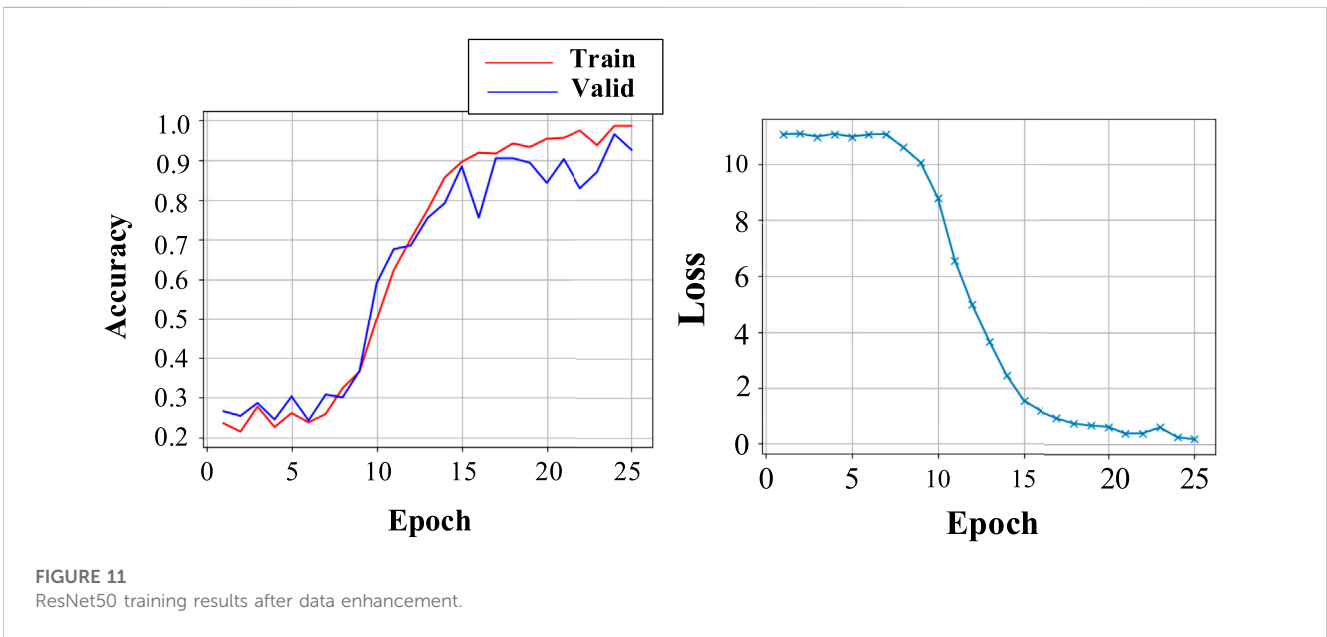 Train
Valid
1.0
0.9
0.8
0.7
0.6
0.5
0.4
0.3
0.2
0 5 10 15 20 25
Accuracy
Epoch
10
8
6
4
2
0
0 5 10 15 20 25
Loss
Epoch
FIGURE 11
ResNet50 training results after data enhancement.